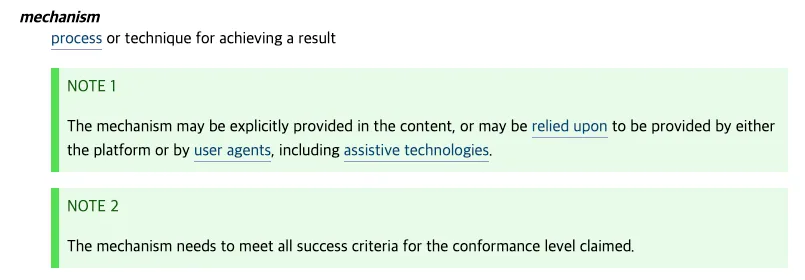 mechanism
process or technique for achieving a result
NOTE 1
The mechanism may be explicitly provided in the content, or may be relied upon to be provided by either
the platform or by user agents, including assistive technologies.
NOTE 2
The mechanism needs to meet all success criteria for the conformance level claimed.